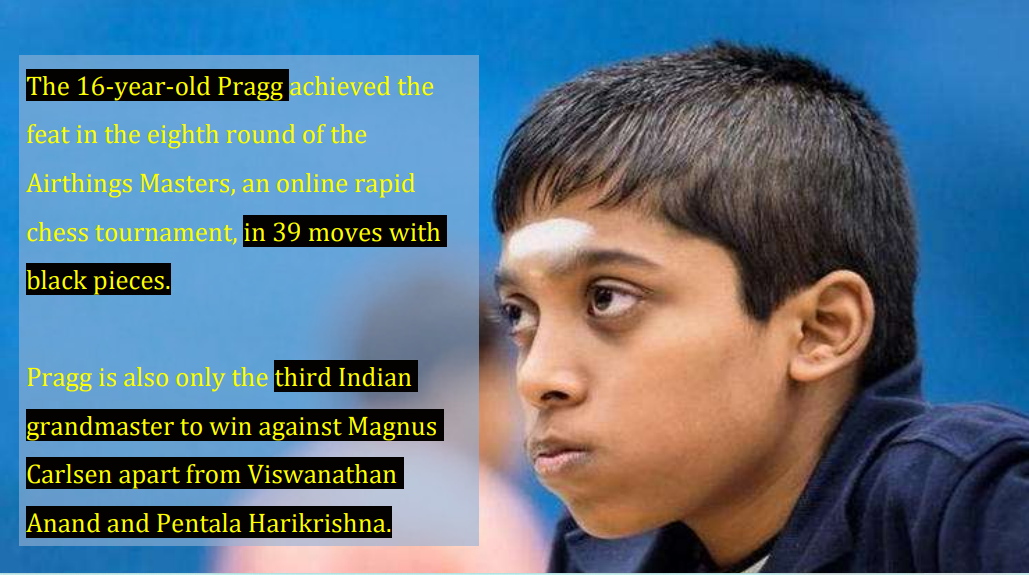 The 16-year-old Pragg achieved the
feat in the eighth round of the
Airthings Masters, an online rapid
chess tournament, in 39 moves with
black pieces.
Pragg is also only the third Indian
grandmaster to win against Magnus
Carlsen apart from Viswanathan
Anand and Pentala Harikrishna.